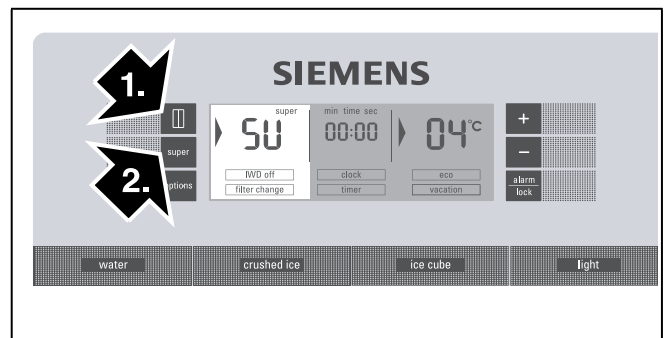 1.
SIEMENS
super
min time sec
SU
00:00
04°C
+
super
−
2.
IWD off
clock
eco
alarm
lock
filter change
timer
vacation
water
crushed ice
ice cube
light